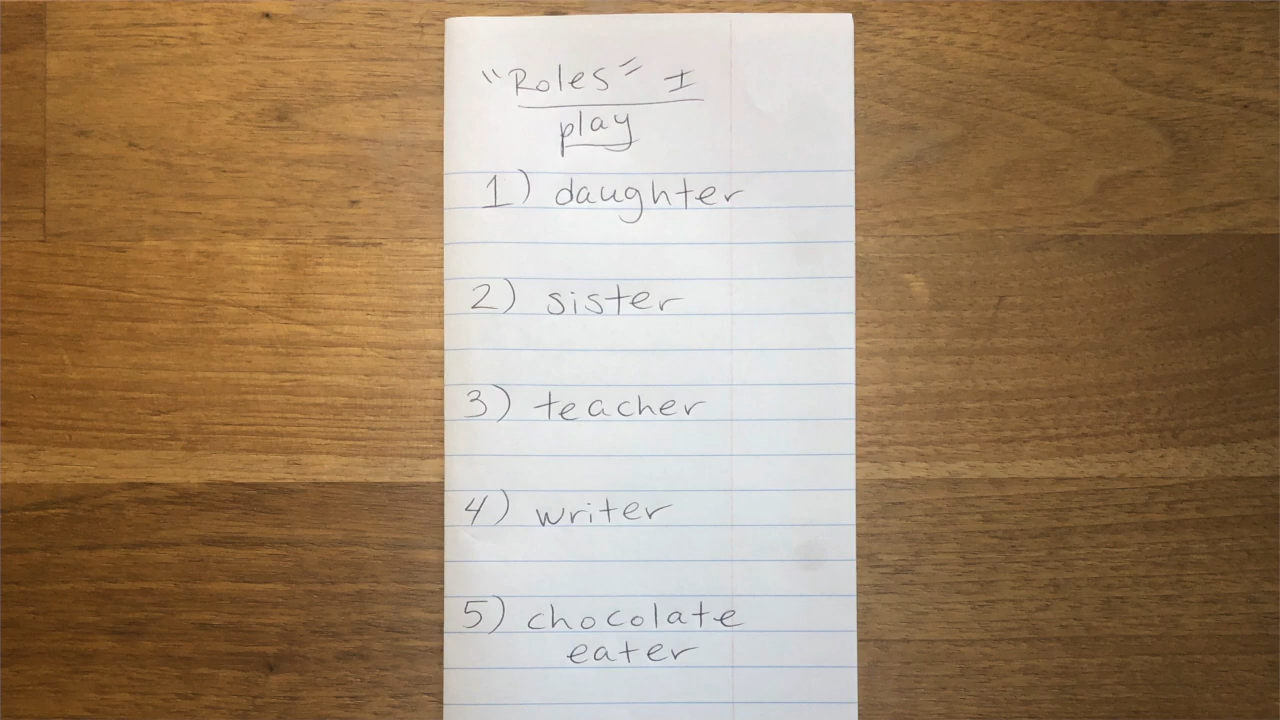 "Roles" I
play
1) daughter
2) sister
3) teacher
4) writer
5) chocolate
eater